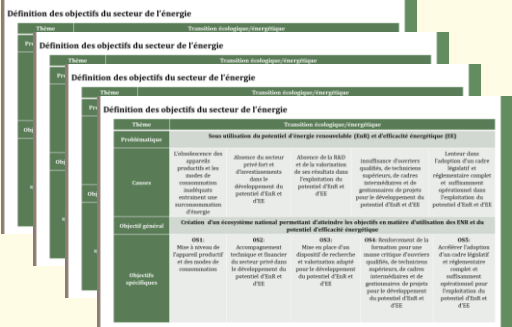 Définition des objectifs du secteur de l'énergie
Thème Transition écologique/énergétique
Définition des objectifs du secteur de l'énergie
Thème Transition écologique/énergétique
Définition des objectifs du secteur de l'énergie
Thème Transition écologique/énergétique
Définition des objectifs du secteur de l'énergie
Thème Transition écologique/énergétique
Problématique
Sous utilisation du potentiel d'énergie renouvelable (EnR) et d'efficacité énergétique (EE)
Causes
L'obsolescence des
appareils
productifs et les
modes de
consommation
inadéquats
entrainent une
surconsommation
d'énergie
Absence du secteur
privé fort et
d'investissements
dans le
développement du
potentiel d'EnR et
d'EE
Absence de la R&D
et de la valorisation
de ses résultats dans
l'exploitation du
potentiel d'EnR et
d'EE
insuffisance d'ouvriers
qualifiés, de techniciens
supérieurs, de cadres
intermédiaires et de
gestionnaires de projets
pour le développement
du potentiel d'EnR et d'EE
Lenteur dans
l'adoption d'un cadre
législatif et
réglementaire complet
et suffisamment
opérationnel dans
l'exploitation du
potentiel d'EnR et d'EE
Objectif général
Création d'un écosystème national permettant d'atteindre les objectifs en matière d'utilisation des ENR et du
potentiel d'efficacité énergétique
Objectifs
spécifiques
OS1:
Mise à niveau de
l'appareil productif
et des modes de
consommation
OS2:
Accompagnement
technique et financier
du secteur privé dans
le développement du
potentiel d'EnR et
d'EE
OS3:
Mise en place d'un
dispositif de recherche
et valorisation adapté
pour le développement
du potentiel d'EnR et
d'EE
OS4: Renforcement de la
formation pour une
masse critique d'ouvriers
qualifiés, de techniciens
supérieurs, de cadres
intermédiaires et de
gestionnaires de projets
pour le développement
du potentiel d'EnR et
d'EE
OS5:
Accélérer l'adoption
d'un cadre législatif
et réglementaire
complet et
suffisamment
opérationnel pour
l'exploitation du
potentiel d'EnR et
d'EE